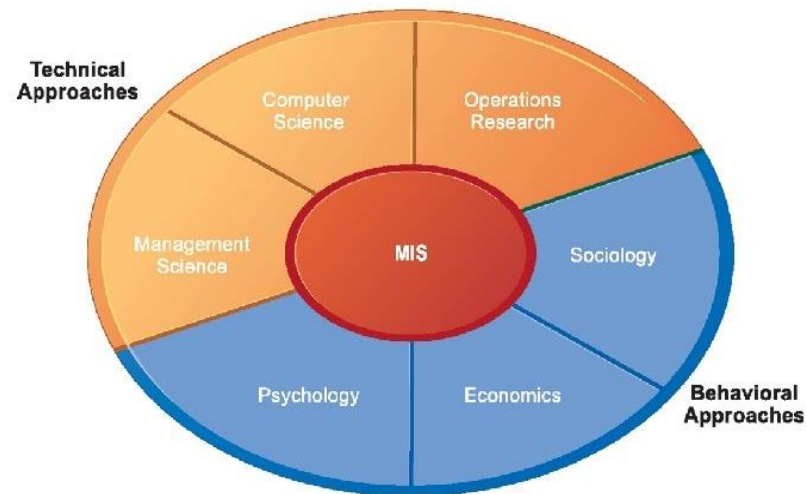 Technical
Approaches
Computer
Science
Operations
Research
Management
Science
MIS
Sociology
Psychology
Economics
Behavioral
Approaches